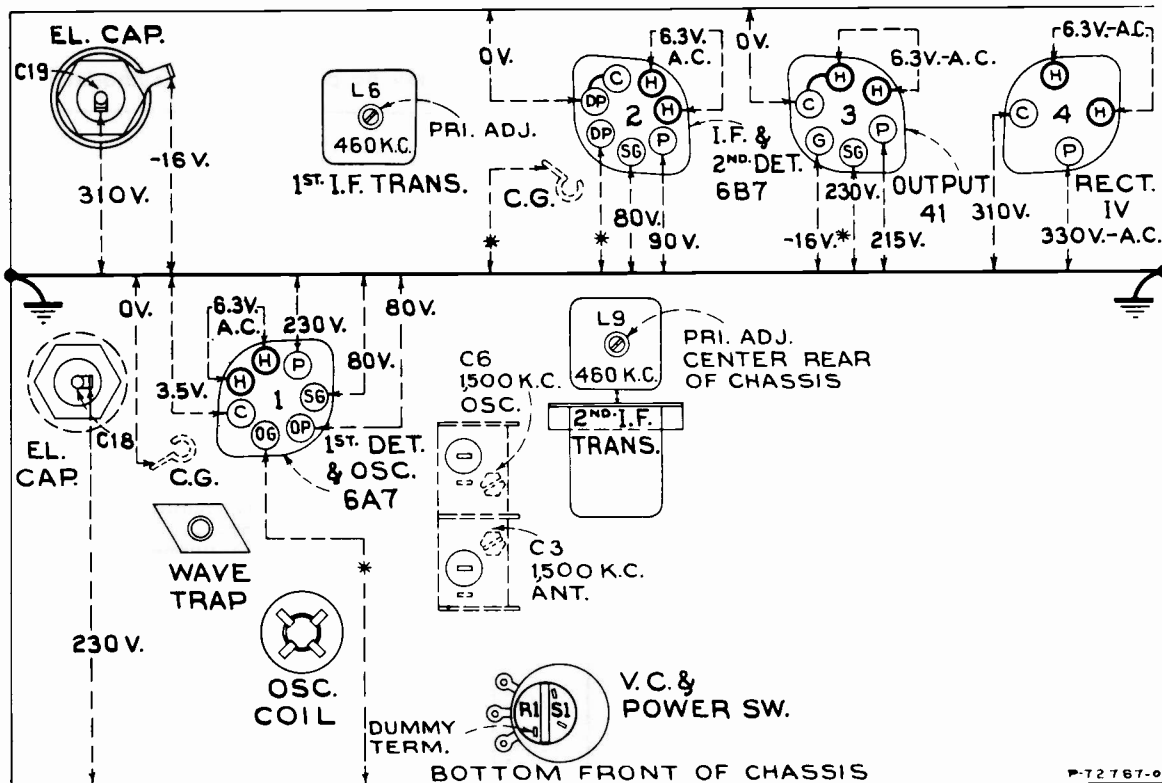 EL. CAP.
C19
-16 V.
310V.
L6
460 K.C.
PRI. ADJ.
1ST. I.F. TRANS.
0V.
C.G.
*
6.3V.
A.C.
C
H
DP
2
H
DP
SG
P
*
80V.
90V.
I.F. &
2ND. DET.
6B7
0V.
6.3V.-A.C.
H
C
H
3
G
SG
P
-16V.
*
230V.
215V.
OUTPUT
41
6.3V.-A.C.
H
C
4
H
P
310V.
RECT.
IV
330V.-A.C.
0V.
6.3V.
A.C.
230V.
80V.
80V.
3.5V.
H
H
P
C
1
SG
OG
OP
1ST. DET.
& OSC.
6A7
C18
EL.
CAP.
C.G.
WAVE
TRAP
230V.
*
OSC.
COIL
C6
1,500 K.C.
OSC.
C3
1,500 K.C.
ANT.
L9
460 K.C.
PRI. ADJ.
CENTER REAR
OF CHASSIS
2ND. I.F.
TRANS.
R1
S1
V.C. &
POWER SW.
DUMMY
TERM.
BOTTOM FRONT OF CHASSIS
P-72767-0